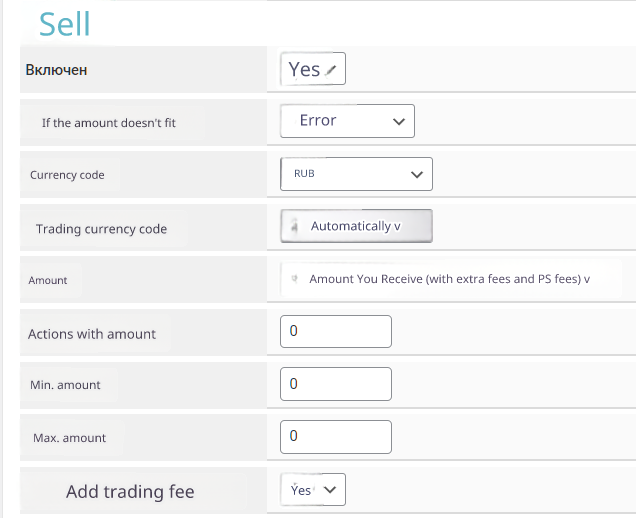 Sell
Включен
Yes
If the amount doesn't fit
Error
Currency code
RUB
Trading currency code
Automatically v
Amount
Amount You Receive (with extra fees and PS fees) v
Actions with amount
0
Min. amount
0
Max. amount
0
Add trading fee
Yes